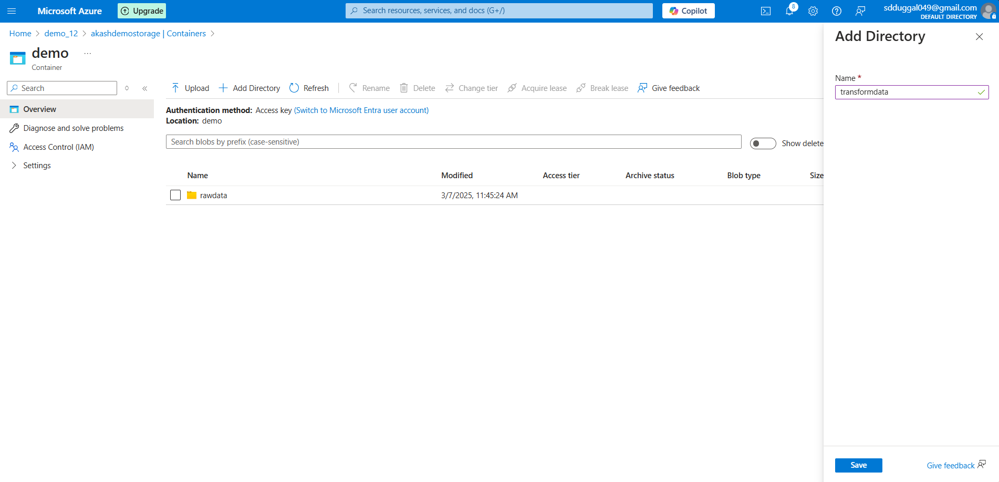 Microsoft Azure
Upgrade
Search resources, services, and docs (G+/)
Copilot
8
sdduggal049@gmail.com
DEFAULT DIRECTORY
Home > demo_12 > akashdemostorage | Containers >
demo ...
Container
Search
Overview
Diagnose and solve problems
Access Control (IAM)
Settings
Upload
Add Directory
Refresh
Rename
Delete
Change tier
Acquire lease
Break lease
Give feedback
Authentication method: Access key (Switch to Microsoft Entra user account)
Location: demo
Search blobs by prefix (case-sensitive)
Show delete
Name Modified Access tier Archive status Blob type Size
rawdata 3/7/2025, 11:45:24 AM
Add Directory
Name *
transformdata
Save
Give feedback